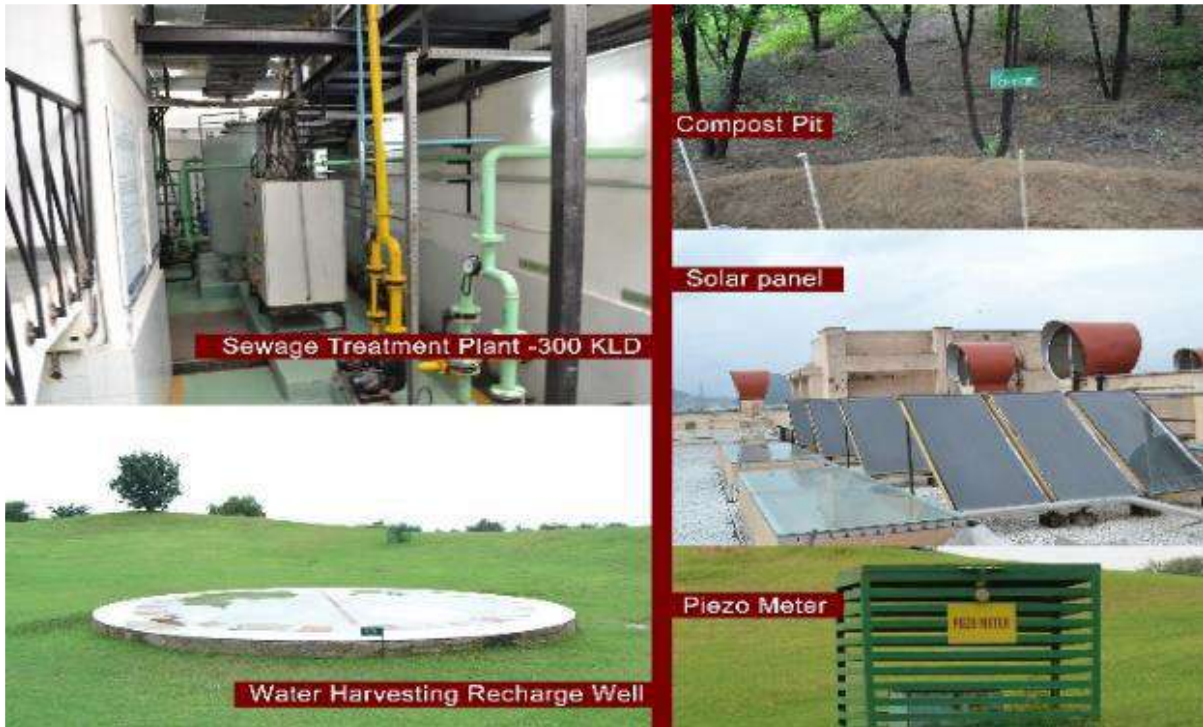 Sewage Treatment Plant -300 KLD
Water Harvesting Recharge Well
Compost Pit
Solar panel
Piezo Meter
PIEZO METER